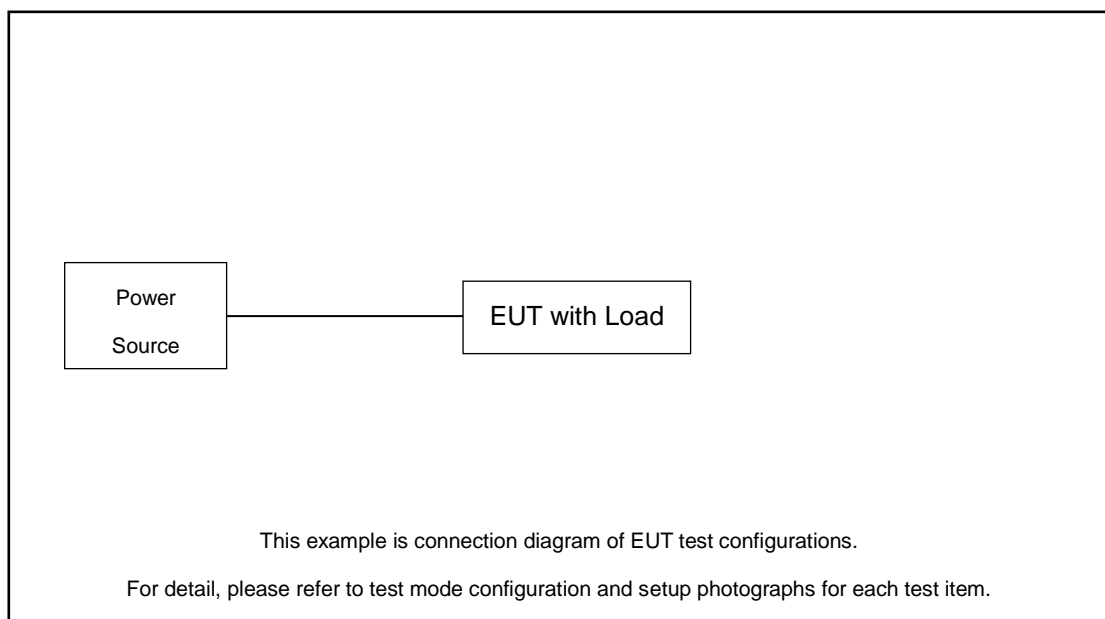 Power
Source
EUT with Load
This example is connection diagram of EUT test configurations.
For detail, please refer to test mode configuration and setup photographs for each test item.